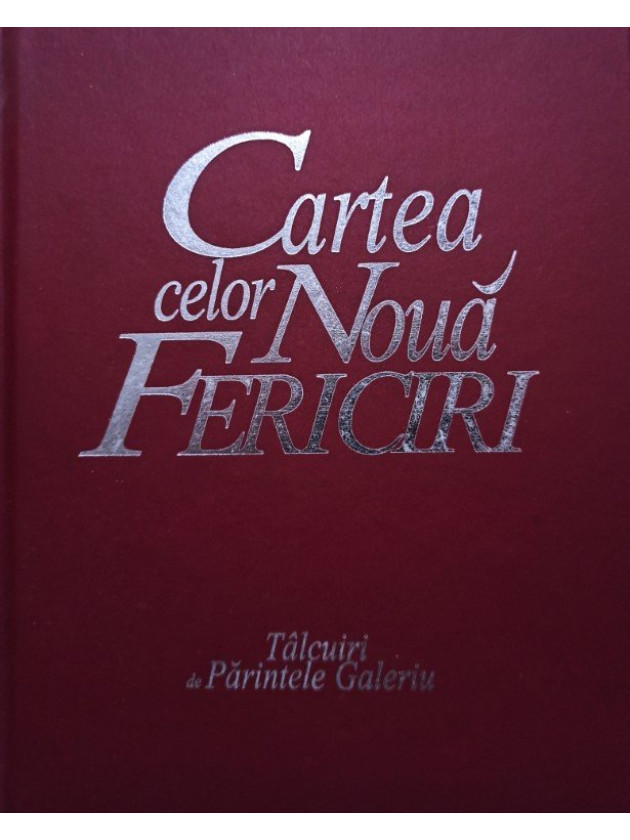 Cartea
celor Nouă
FERICIRI
Tâlcuiri
de Părintele Galeriu